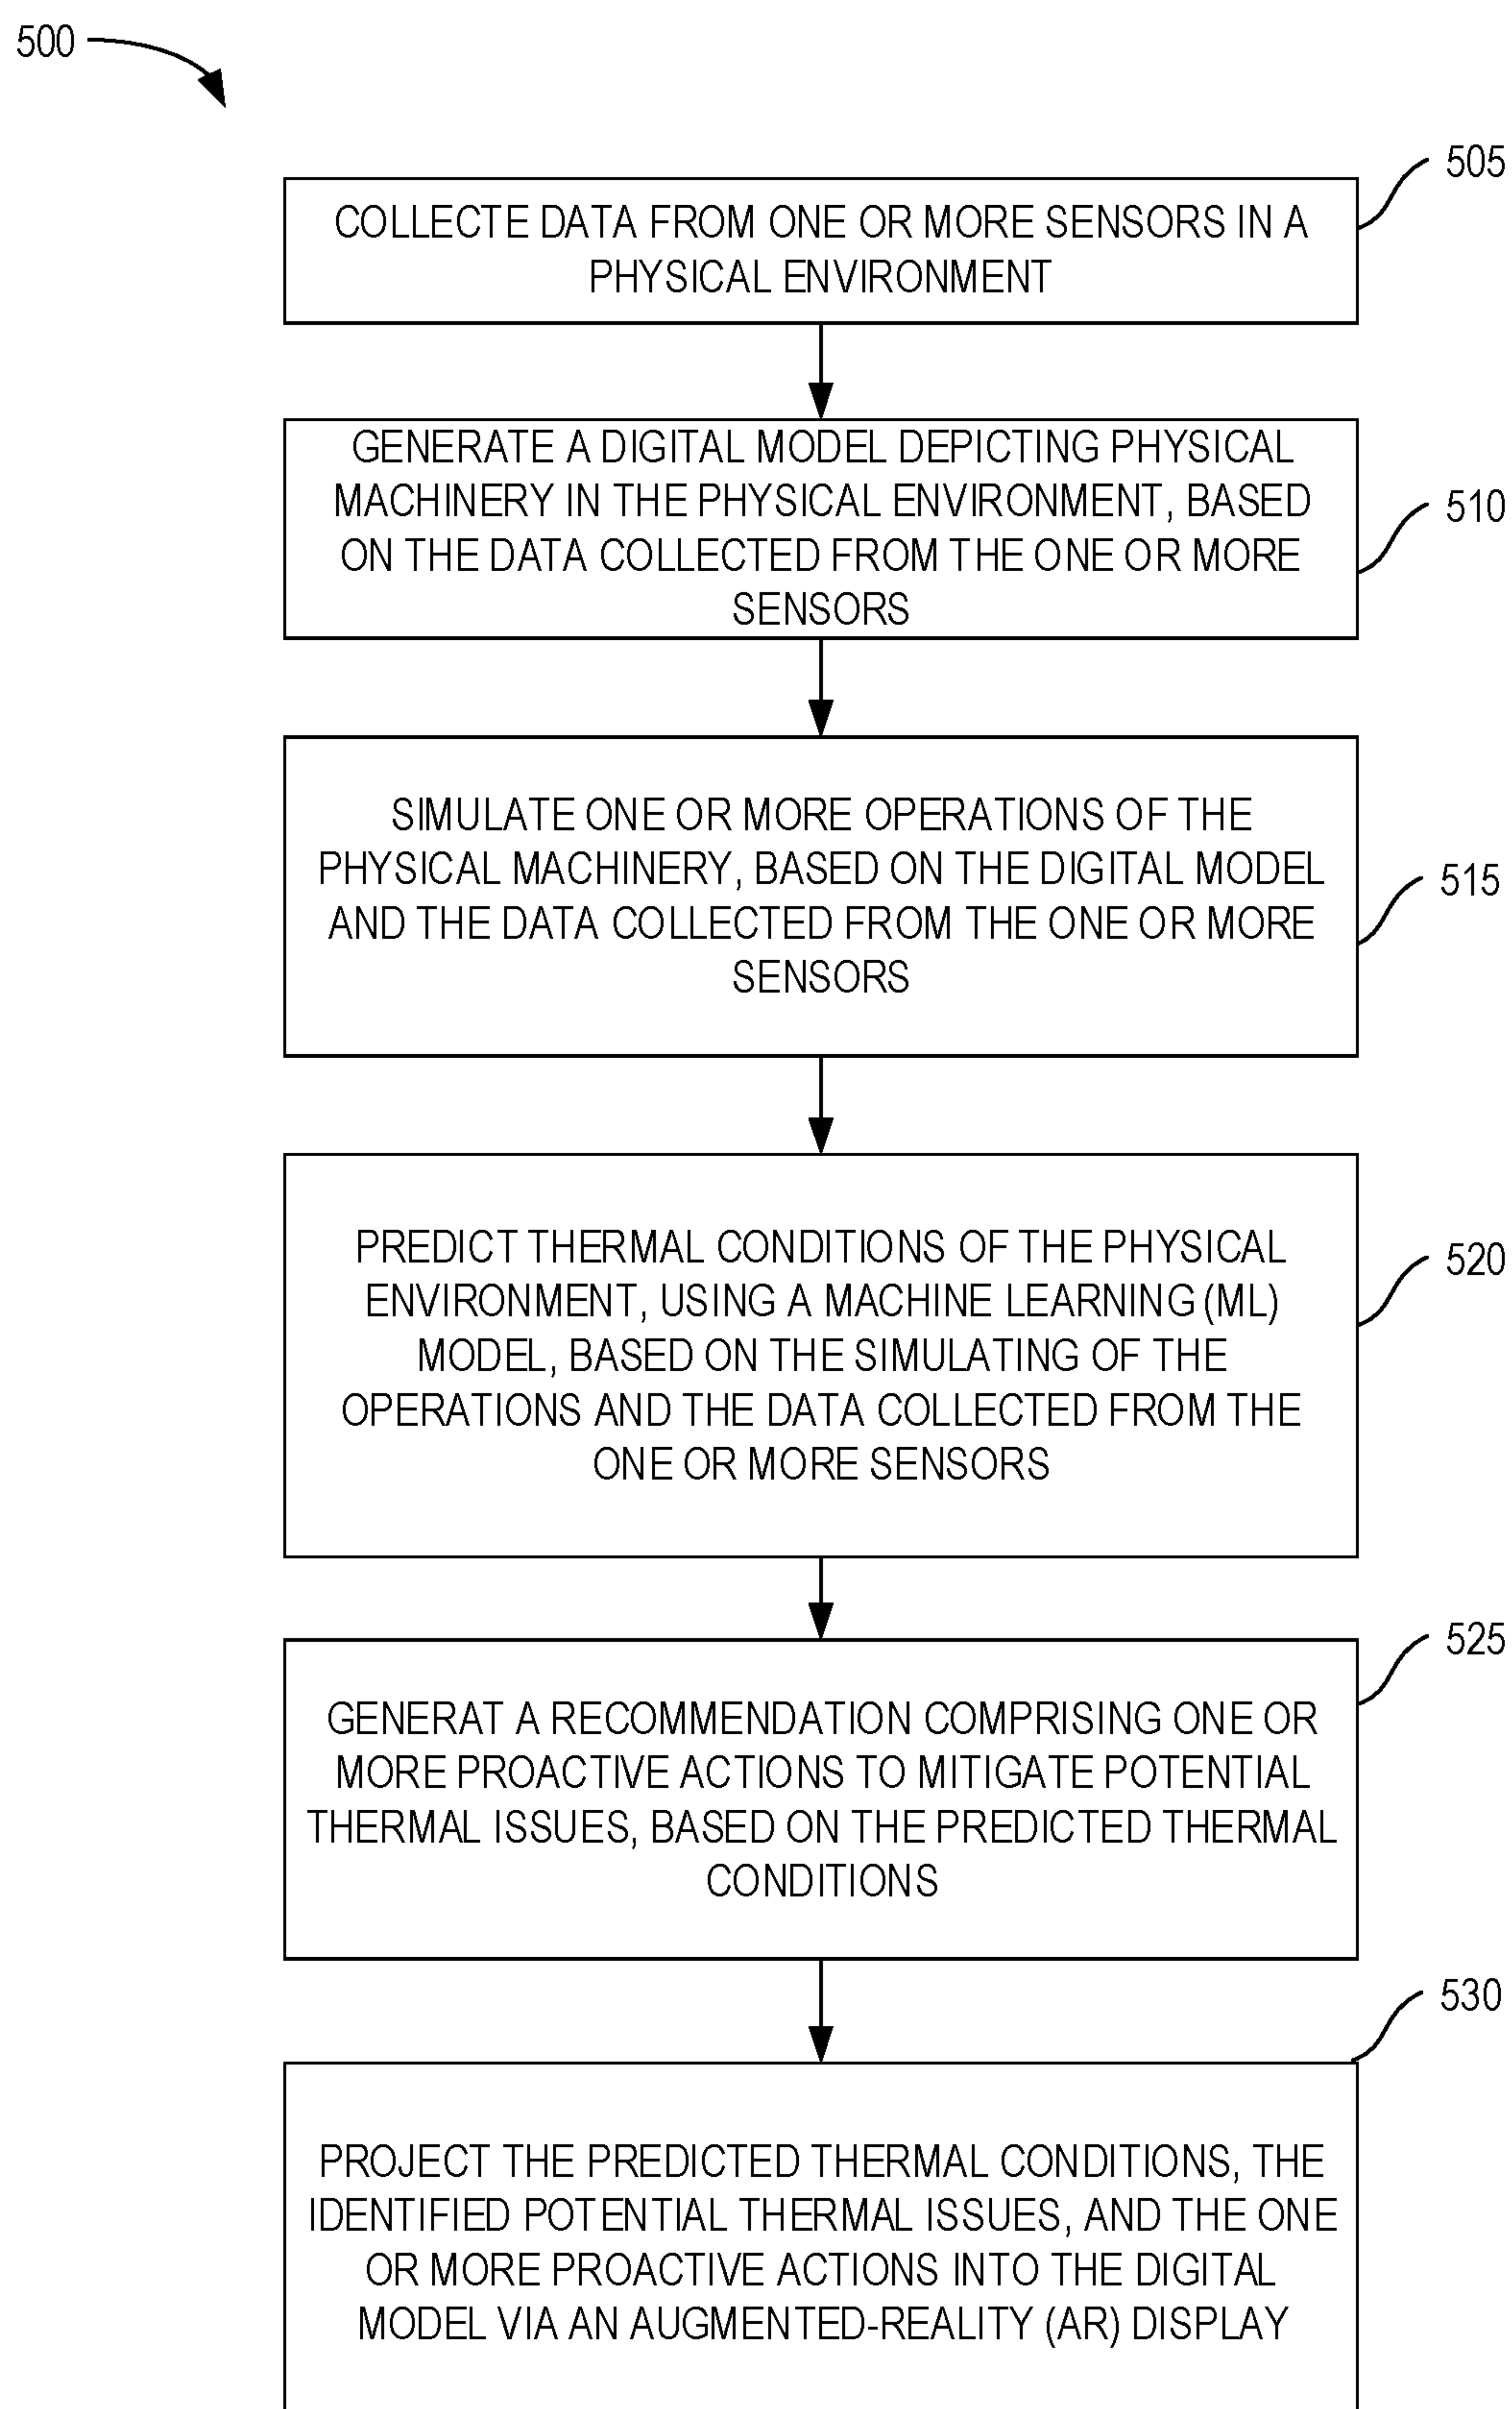 500
505
COLLECTE DATA FROM ONE OR MORE SENSORS IN A
PHYSICAL ENVIRONMENT
GENERATE A DIGITAL MODEL DEPICTING PHYSICAL
MACHINERY IN THE PHYSICAL ENVIRONMENT, BASED
ON THE DATA COLLECTED FROM THE ONE OR MORE
SENSORS
510
SIMULATE ONE OR MORE OPERATIONS OF THE
PHYSICAL MACHINERY, BASED ON THE DIGITAL MODEL
AND THE DATA COLLECTED FROM THE ONE OR MORE
SENSORS
515
PREDICT THERMAL CONDITIONS OF THE PHYSICAL
ENVIRONMENT, USING A MACHINE LEARNING (ML)
MODEL, BASED ON THE SIMULATING OF THE
OPERATIONS AND THE DATA COLLECTED FROM THE
ONE OR MORE SENSORS
520
525
GENERAT A RECOMMENDATION COMPRISING ONE OR
MORE PROACTIVE ACTIONS TO MITIGATE POTENTIAL
THERMAL ISSUES, BASED ON THE PREDICTED THERMAL
CONDITIONS
530
PROJECT THE PREDICTED THERMAL CONDITIONS, THE
IDENTIFIED POTENTIAL THERMAL ISSUES, AND THE ONE
OR MORE PROACTIVE ACTIONS INTO THE DIGITAL
MODEL VIA AN AUGMENTED-REALITY (AR) DISPLAY